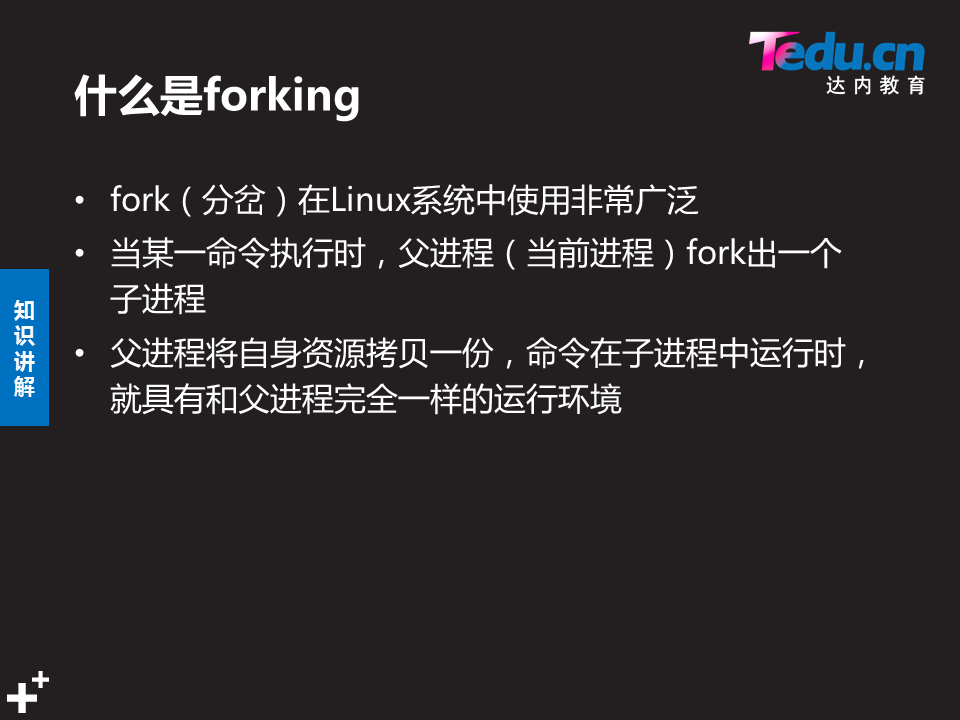 Tedu.cn
达内教育
什么是forking
• fork（分岔）在Linux系统中使用非常广泛
• 当某一命令执行时，父进程（当前进程）fork出一个
子进程
• 父进程将自身资源拷贝一份，命令在子进程中运行时，
就具有和父进程完全一样的运行环境
知
识
讲
解